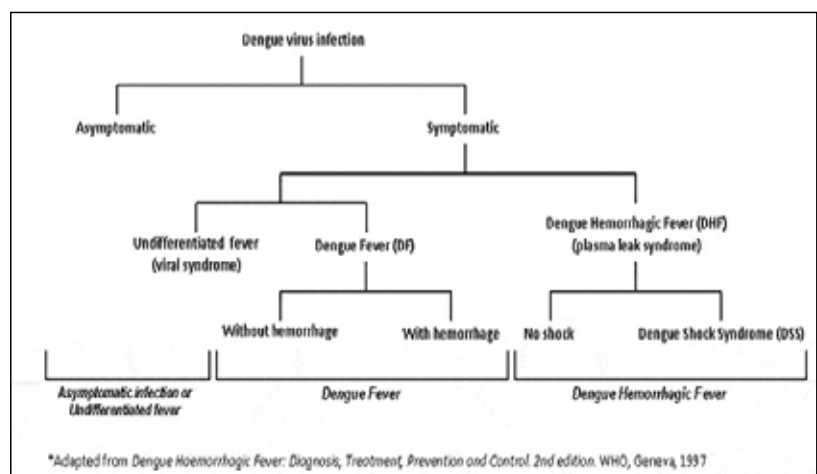 Dengue virus infection
Asymptomatic
Symptomatic
Undifferentiated fever
(viral syndrome)
Dengue Fever (DF)
Dengue Hemorrhagic Fever (DHF)
(plasma leak syndrome)
Without hemorrhage
With hemorrhage
No shock
Dengue Shock Syndrome (DSS)
Asymptomatic infection or
Undifferentiated fever
Dengue Fever
Dengue Hemorrhagic Fever
*Adapted from Dengue Haemorrhagic Fever: Diagnosis, Treatment, Prevention and Control. 2nd edition. WHO, Geneva, 1997